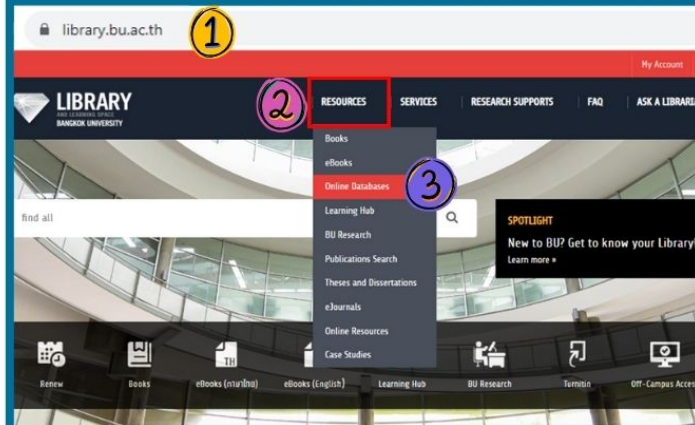 library.bu.ac.th
1
My Account
LIBRARY
AND LEARNING SPACE
BANGKOK UNIVERSITY
2
RESOURCES SERVICES RESEARCH SUPPORTS FAQ ASK A LIBRARIA
Books
eBooks
Online Databases
3
Learning Hub
BU Research
Publications Search
Theses and Dissertations
eJournals
Online Resources
Case Studies
find all
SPOTLIGHT
New to BU? Get to know your Library!
Learn more »
TH
Renew Books eBooks (ภาษาไทย) eBooks (English) Learning Hub BU Research Turnitin Off-Campus Acces